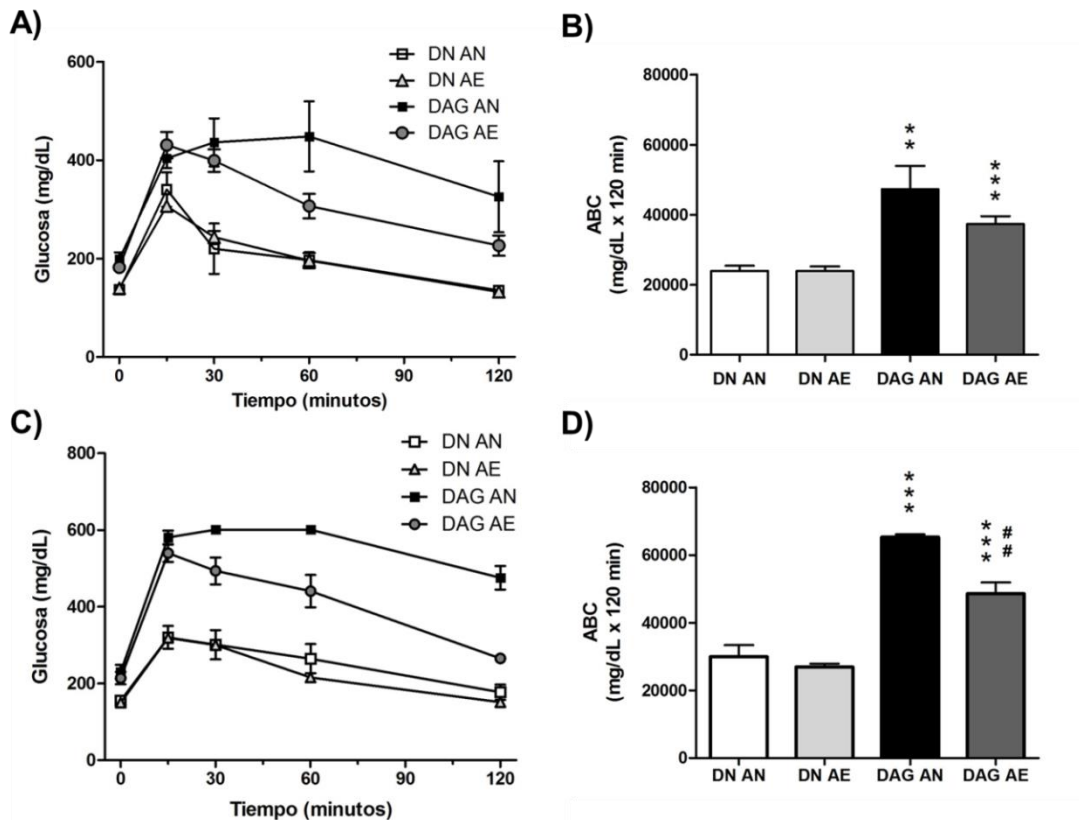 A)
600
400
200
0
Glucosa (mg/dL)
DN AN
DN AE
DAG AN
DAG AE
0
30
60
90
120
Tiempo (minutos)
B)
80000
60000
40000
20000
0
ABC
(mg/dL x 120 min)
**
***
DN AN
DN AE
DAG AN
DAG AE
C)
800
600
400
200
0
Glucosa (mg/dL)
DN AN
DN AE
DAG AN
DAG AE
0
30
60
90
120
Tiempo (minutos)
D)
80000
60000
40000
20000
0
ABC
(mg/dL x 120 min)
***
***
##
DN AN
DN AE
DAG AN
DAG AE